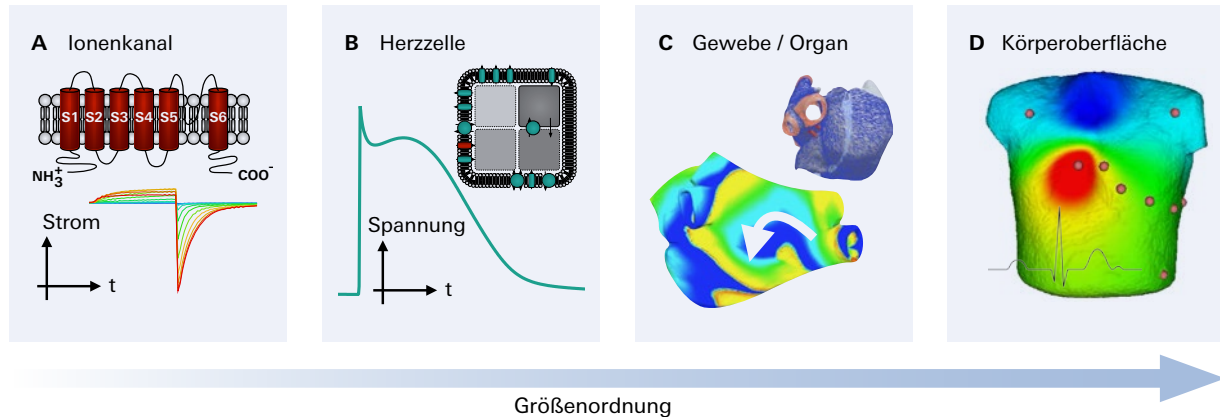 A Ionenkanal
S1 S2 S3 S4 S5 S6
NH3+
COO-
Strom
t
B Herzzelle
Spannung
t
C Gewebe / Organ
D Körperoberfläche
Größenordnung